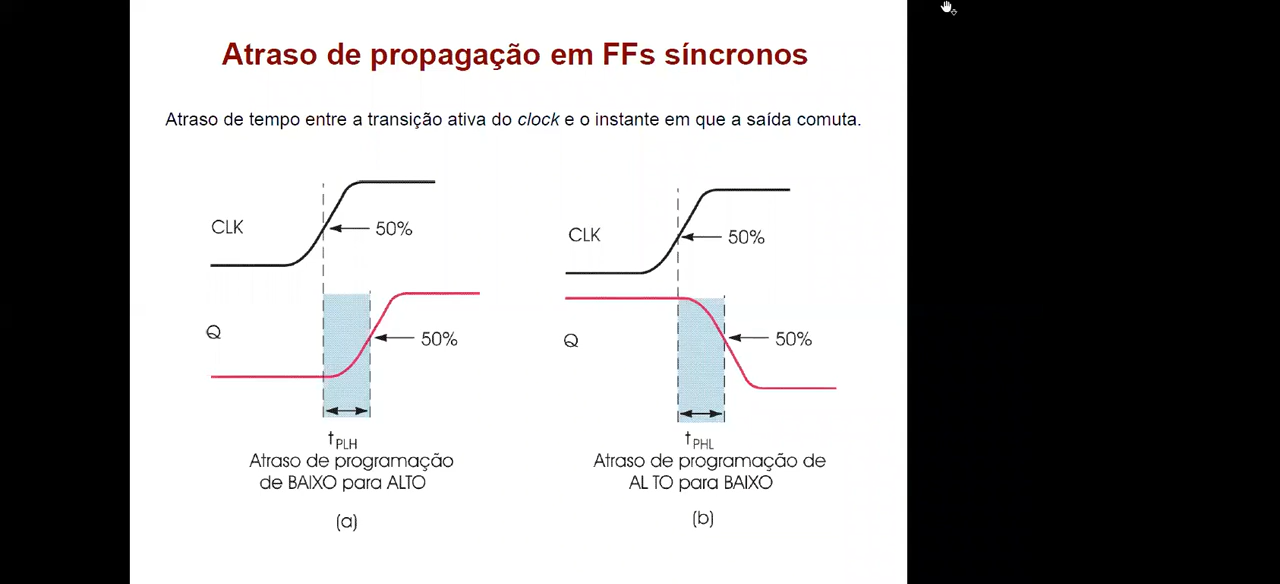 Atraso de propagação em FFs síncronos
Atraso de tempo entre a transição ativa do clock e o instante em que a saída comuta.
CLK
50%
Q
50%
tPLH
Atraso de programação
de BAIXO para ALTO
(a)
CLK
50%
Q
50%
tPHL
Atraso de programação de
AL TO para BAIXO
(b)